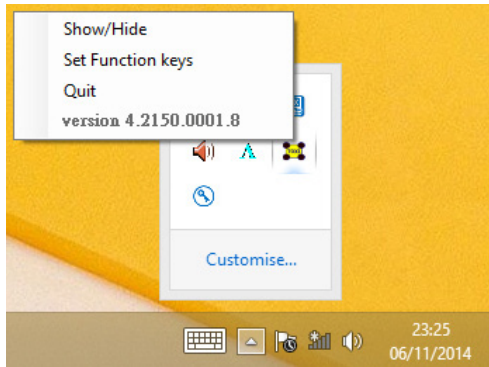 Show/Hide
Set Function keys
Quit
version 4.2150.0001.8
Customise...
23:25
06/11/2014